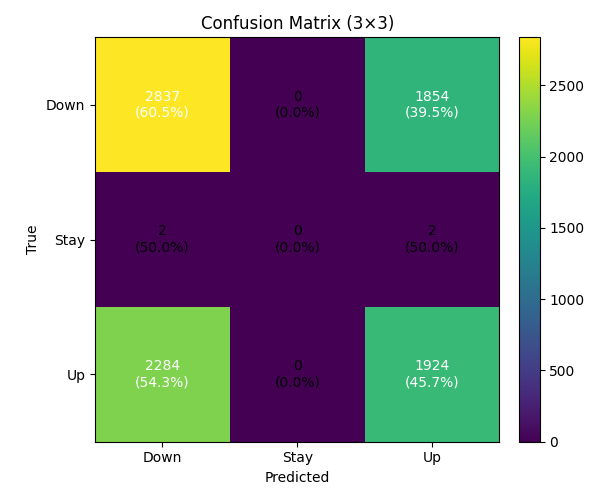 Confusion Matrix (3×3)
True
Down
2837
(60.5%)
0
(0.0%)
1854
(39.5%)
Stay
2
(50.0%)
0
(0.0%)
2
(50.0%)
Up
2284
(54.3%)
0
(0.0%)
1924
(45.7%)
Down
Stay
Up
Predicted
2500
2000
1500
1000
500
0